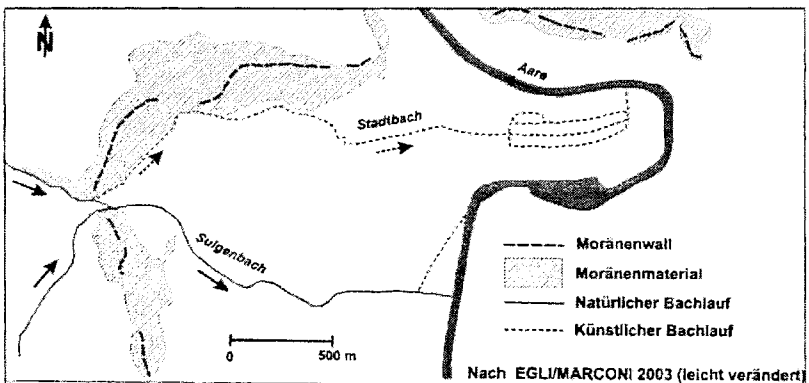 N
Aare
Stadtbach
Sulgenbach
Moränenwall
Moränenmaterial
Natürlicher Bachlauf
Künstlicher Bachlauf
0 500 m
Nach EGLI/MARCONI 2003 (leicht verändert)